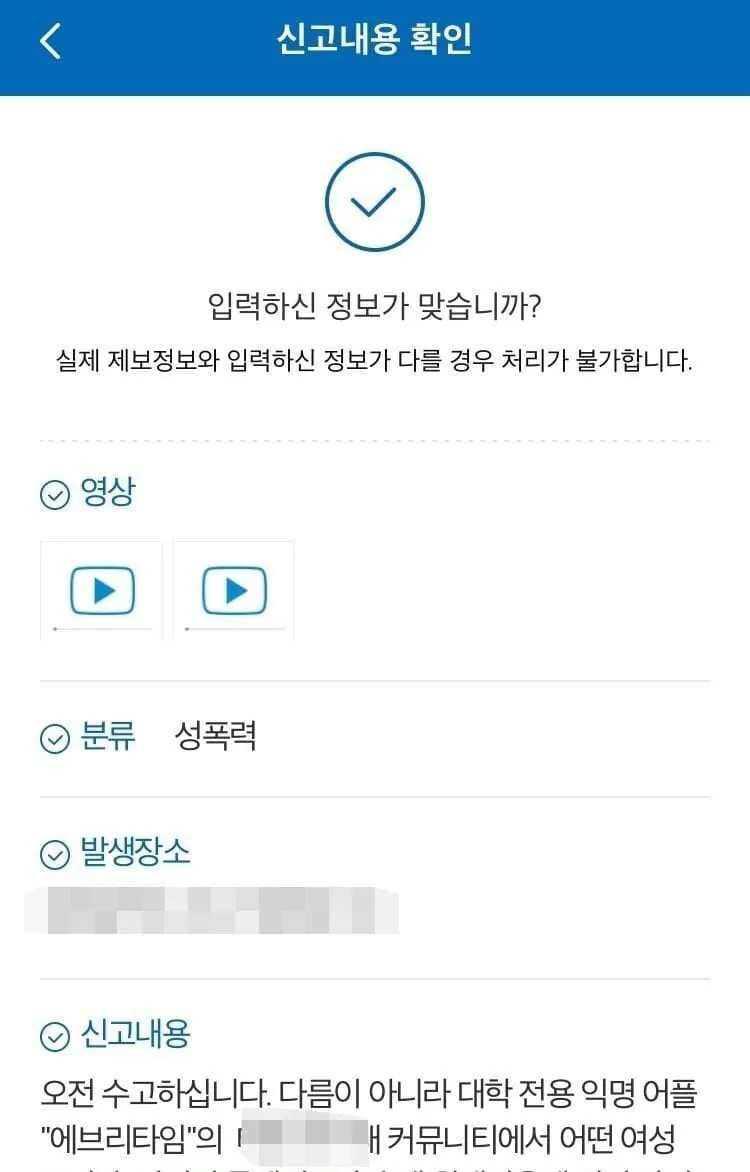 신고내용 확인
입력하신 정보가 맞습니까?
실제 제보정보와 입력하신 정보가 다를 경우 처리가 불가합니다.
영상
분류 성폭력
발생장소
신고내용
오전 수고하십니다. 다름이 아니라 대학 전용 익명 어플
"에브리타임"의 커뮤니티에서 어떤 여성